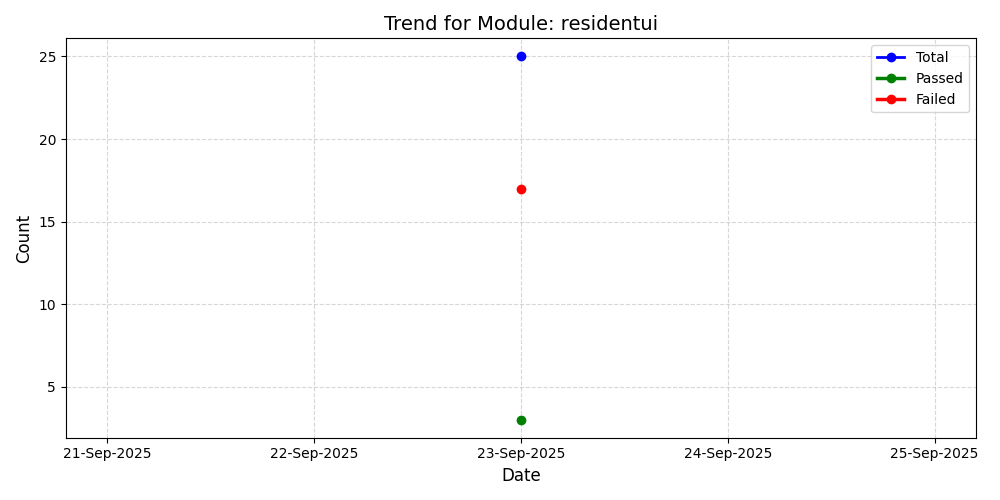 Trend for Module: residentui
Total
Passed
Failed
25
20
15
10
5
Count
21-Sep-2025
22-Sep-2025
23-Sep-2025
24-Sep-2025
25-Sep-2025
Date